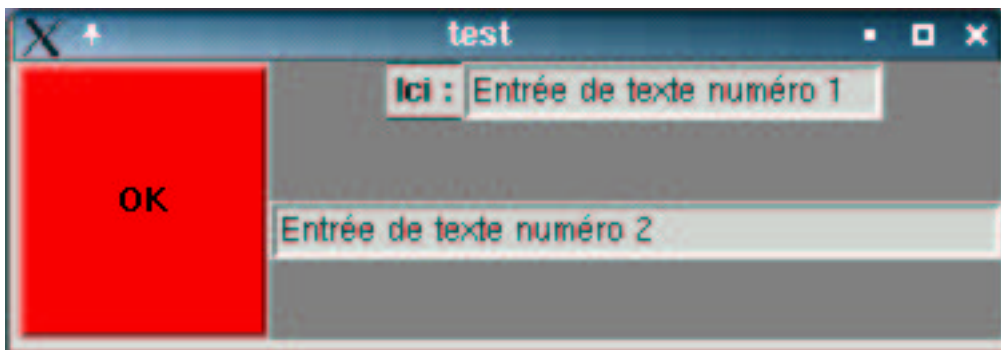 test
Ici : Entrée de texte numéro 1
OK
Entrée de texte numéro 2